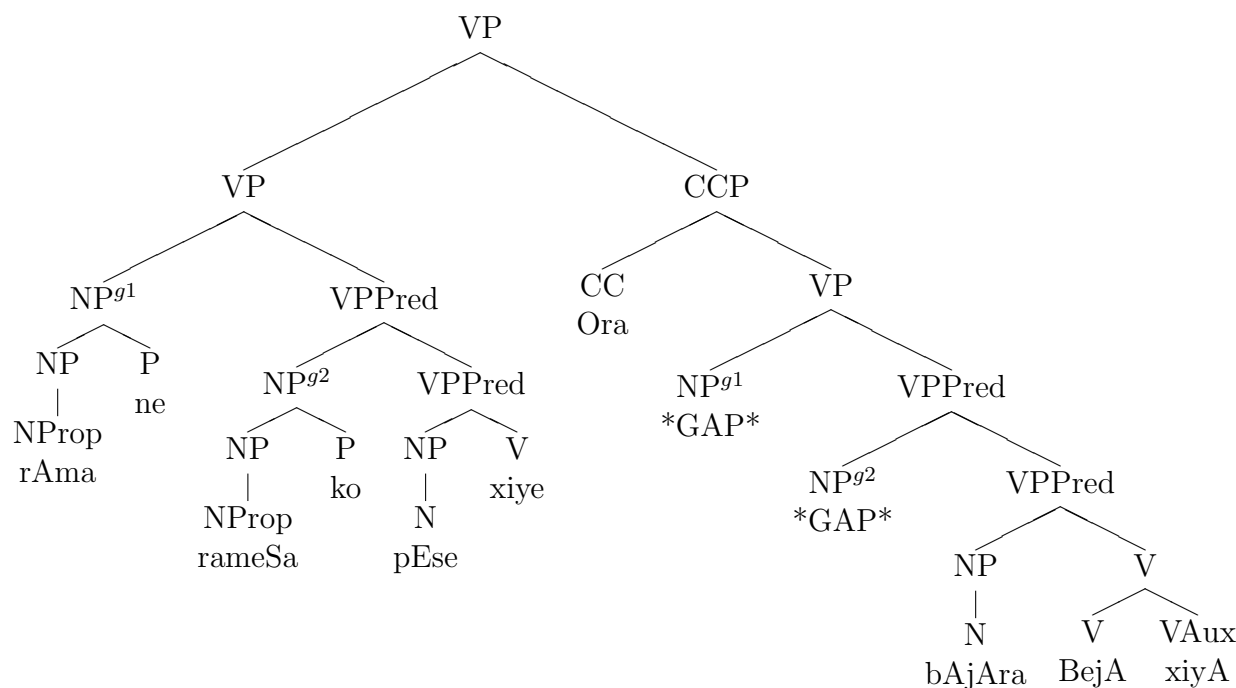 VP
VP CCP
NP^{g1} VPPred CC VP
Ora
NP P NP^{g2} VPPred NP^{g1} VPPred
ne *GAP*
NProp NP P NP V NP^{g2} VPPred
rAma ko xiye *GAP*
NProp N
rameSa pEse
NP V
N V VAux
bAjAra BejA xiyA